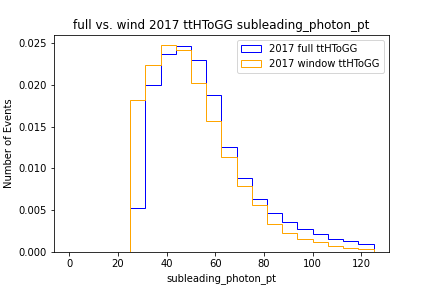 full vs. wind 2017 ttHToGG subleading_photon_pt
2017 full ttHToGG
2017 window ttHToGG
Number of Events
0.025
0.020
0.015
0.010
0.005
0.000
0 20 40 60 80 100 120
subleading_photon_pt